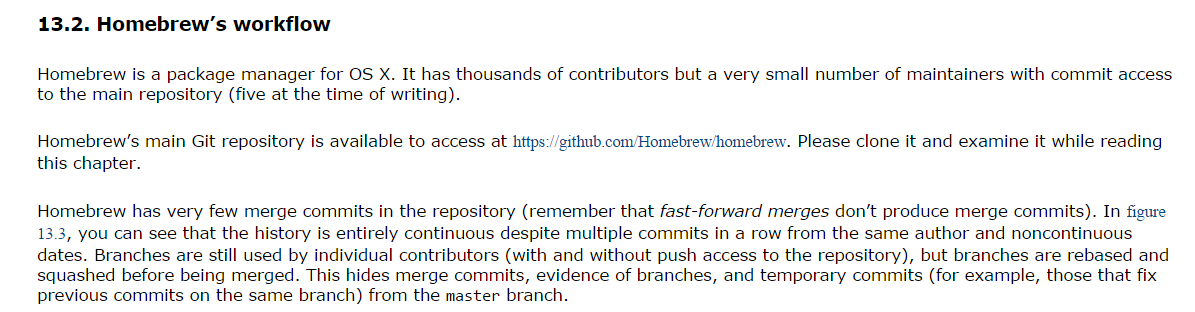 13.2. Homebrew’s workflow
Homebrew is a package manager for OS X. It has thousands of contributors but a very small number of maintainers with commit access
to the main repository (five at the time of writing).
Homebrew’s main Git repository is available to access at https://github.com/Homebrew/homebrew. Please clone it and examine it while reading
this chapter.
Homebrew has very few merge commits in the repository (remember that fast-forward merges don’t produce merge commits). In figure
13.3, you can see that the history is entirely continuous despite multiple commits in a row from the same author and noncontinuous
dates. Branches are still used by individual contributors (with and without push access to the repository), but branches are rebased and
squashed before being merged. This hides merge commits, evidence of branches, and temporary commits (for example, those that fix
previous commits on the same branch) from the master branch.